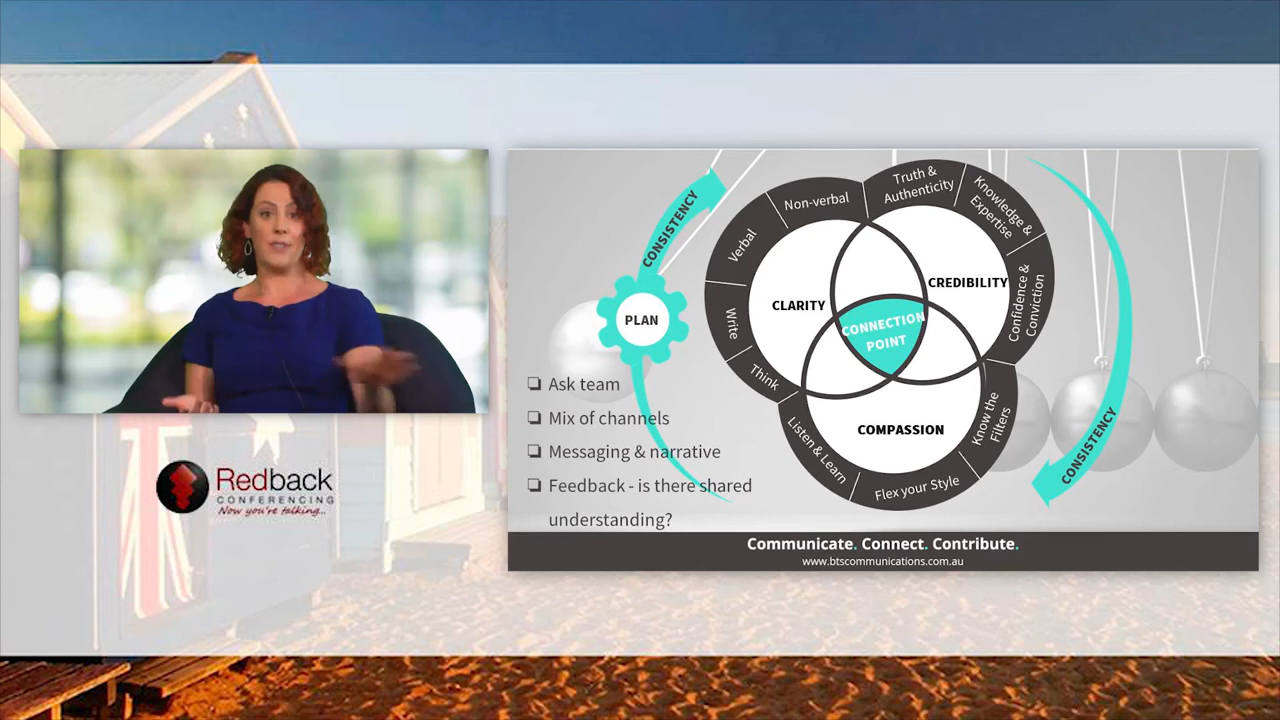 Redback
CONFERENCING
Now you're talking...
CONSISTENCY
PLAN
Ask team
Mix of channels
Messaging & narrative
Feedback - is there shared
understanding?
Think
Write
Verbal
Non-verbal
Truth &
Authenticity
Knowledge &
Expertise
Confidence &
Conviction
Know the
Filters
Flex your Style
Listen & Learn
CLARITY
CREDIBILITY
CONNECTION
POINT
COMPASSION
CONSISTENCY
Communicate. Connect. Contribute.
www.btscommunications.com.au